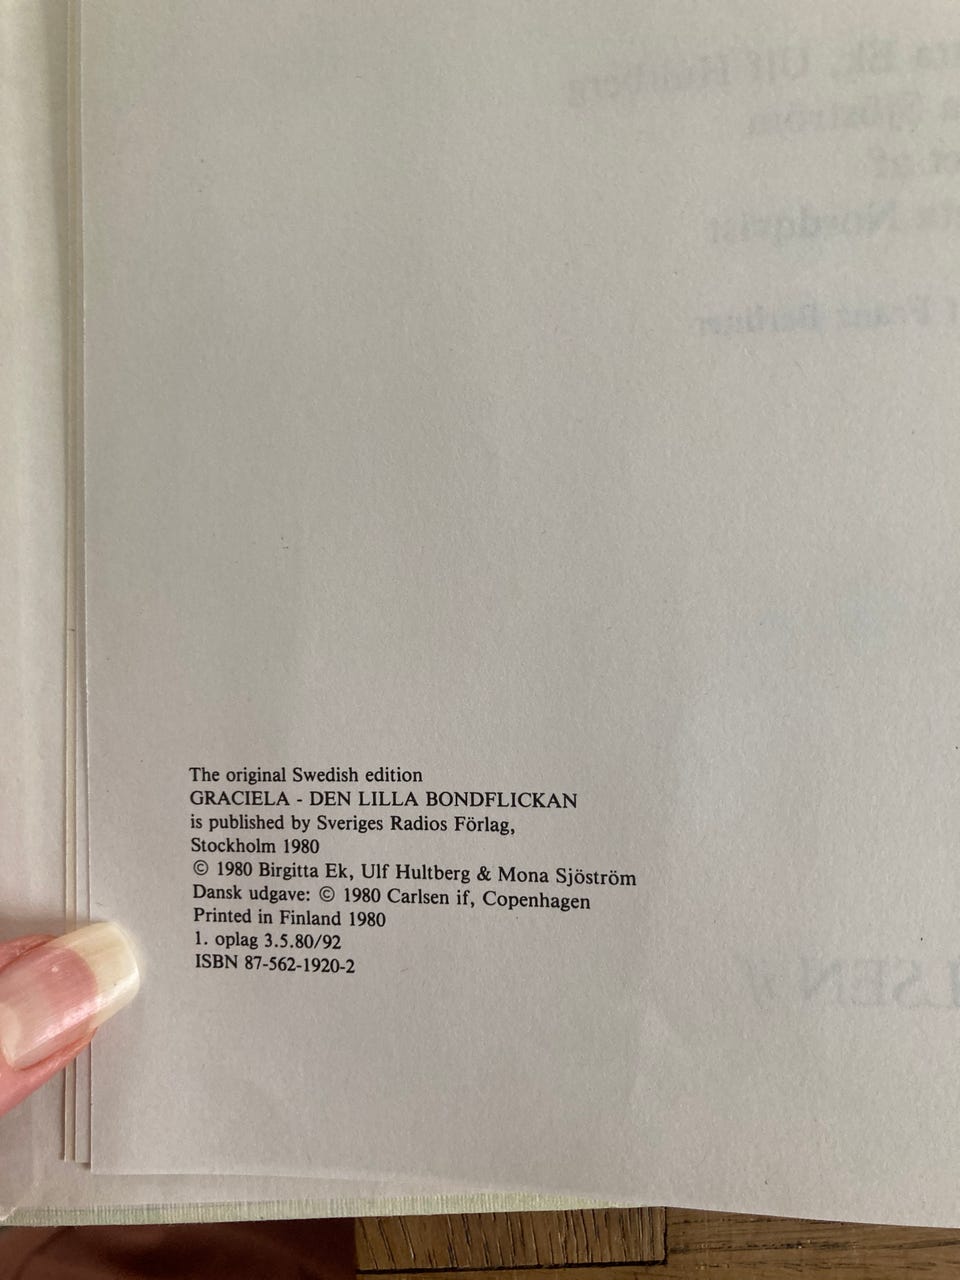 The original Swedish edition
GRACIELA - DEN LILLA BONDFLICKAN
is published by Sveriges Radios Förlag,
Stockholm 1980
© 1980 Birgitta Ek, Ulf Hultberg & Mona Sjöström
Dansk udgave: © 1980 Carlsen if, Copenhagen
Printed in Finland 1980
1. oplag 3.5.80/92
ISBN 87-562-1920-2